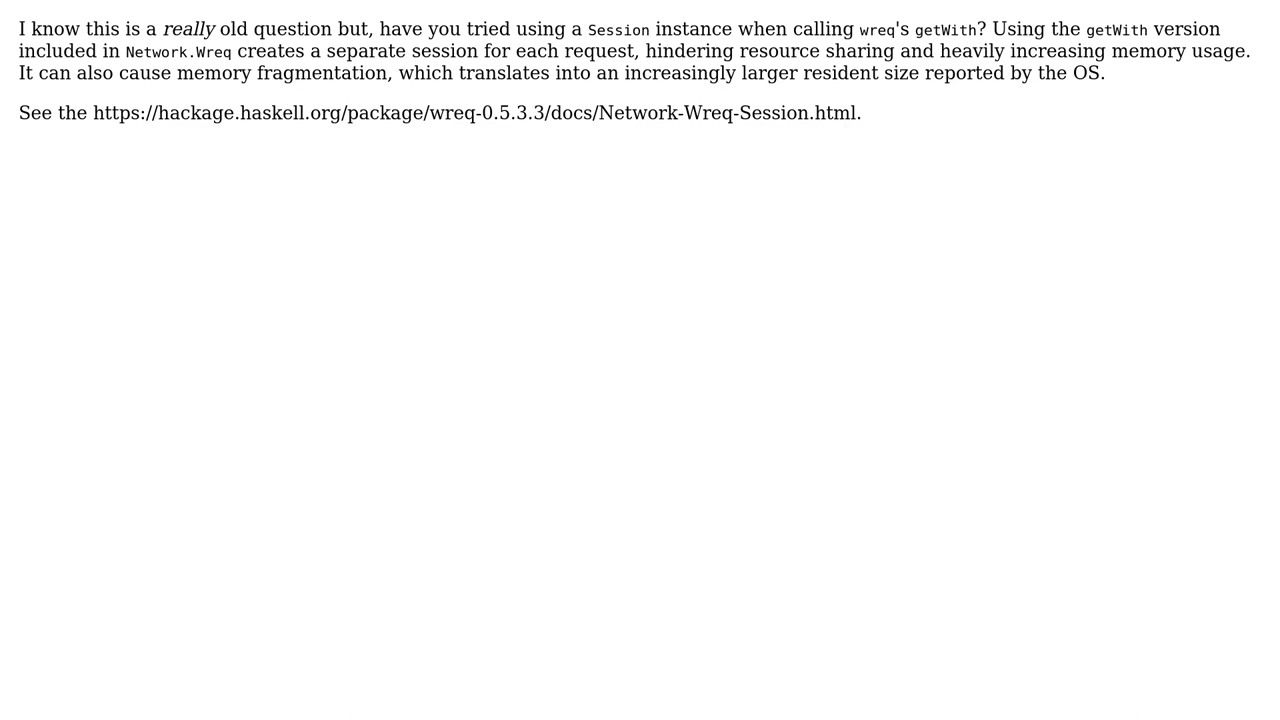 I know this is a really old question but, have you tried using a Session instance when calling wreq's getWith? Using the getWith version
included in Network.Wreq creates a separate session for each request, hindering resource sharing and heavily increasing memory usage.
It can also cause memory fragmentation, which translates into an increasingly larger resident size reported by the OS.
See the https://hackage.haskell.org/package/wreq-0.5.3.3/docs/Network-Wreq-Session.html.